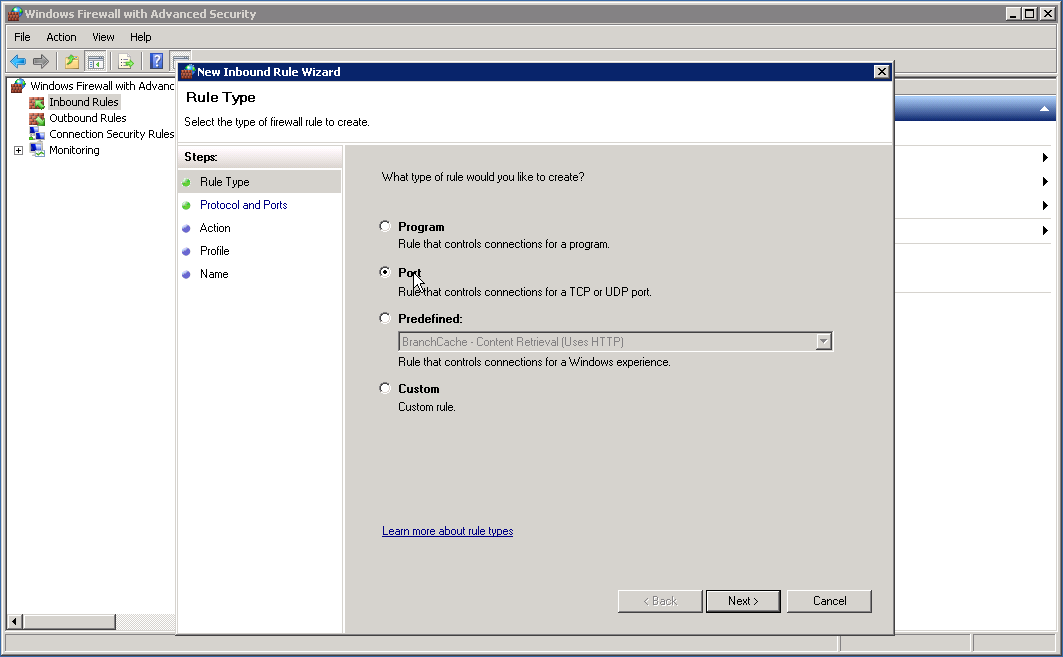 Windows Firewall with Advanced Security
File Action View Help
Windows Firewall with Advanc
Inbound Rules
Outbound Rules
Connection Security Rules
Monitoring
New Inbound Rule Wizard
Rule Type
Select the type of firewall rule to create.
Steps:
Rule Type
Protocol and Ports
Action
Profile
Name
What type of rule would you like to create?
Program
Rule that controls connections for a program.
Port
Rule that controls connections for a TCP or UDP port.
Predefined:
BranchCache - Content Retrieval (Uses HTTP)
Rule that controls connections for a Windows experience.
Custom
Custom rule.
Learn more about rule types
< Back Next > Cancel